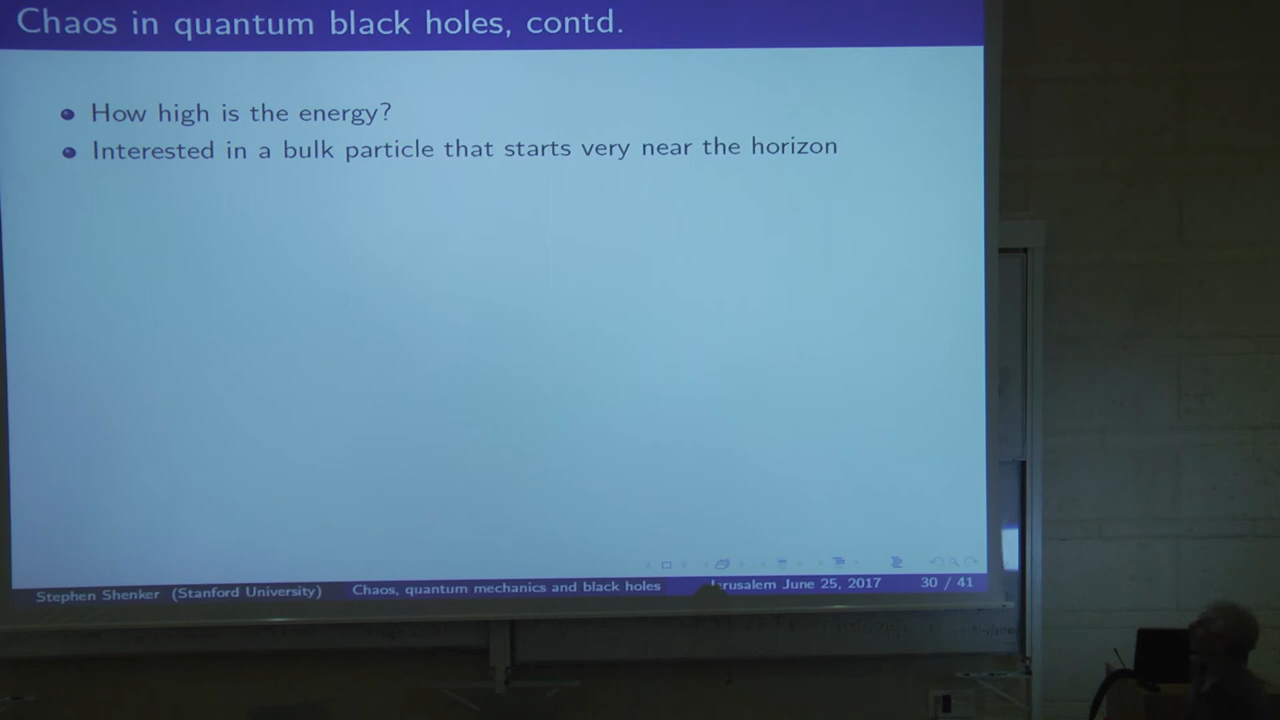 Chaos in quantum black holes, contd.
How high is the energy?
Interested in a bulk particle that starts very near the horizon
Stephen Shenker (Stanford University) Chaos, quantum mechanics and black holes Jerusalem June 25, 2017 30 / 41